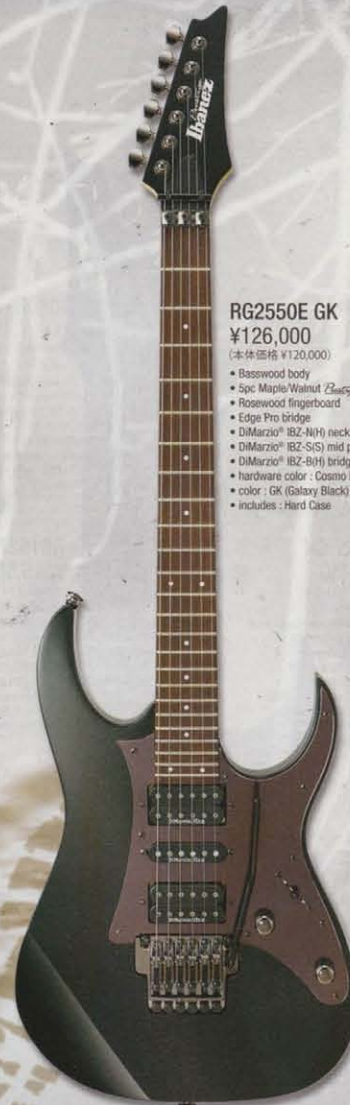 Ibanez
RG2550E GK
¥126,000
(本体価格 ¥120,000)
• Basswood body
• 5pc Maple/Walnut
• Rosewood fingerboard
• Edge Pro bridge
• DiMarzio® IBZ-N(H) neck
• DiMarzio® IBZ-S(S) mid
• DiMarzio® IBZ-B(H)
• hardware color : Cosmo
• color : GK (Galaxy Black)
• includes : Hard Case